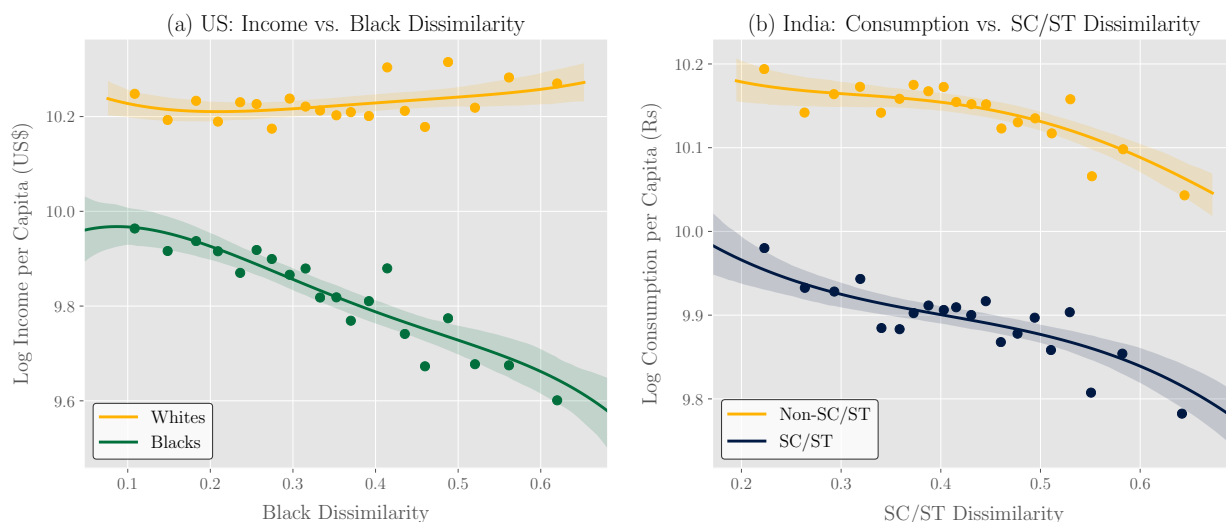 (a) US: Income vs. Black Dissimilarity
Log Income per Capita (US$)
10.2
10.0
9.8
9.6
Whites
Blacks
0.1 0.2 0.3 0.4 0.5 0.6
Black Dissimilarity
(b) India: Consumption vs. SC/ST Dissimilarity
Log Consumption per Capita (Rs)
10.2
10.1
10.0
9.9
9.8
Non-SC/ST
SC/ST
0.2 0.3 0.4 0.5 0.6
SC/ST Dissimilarity